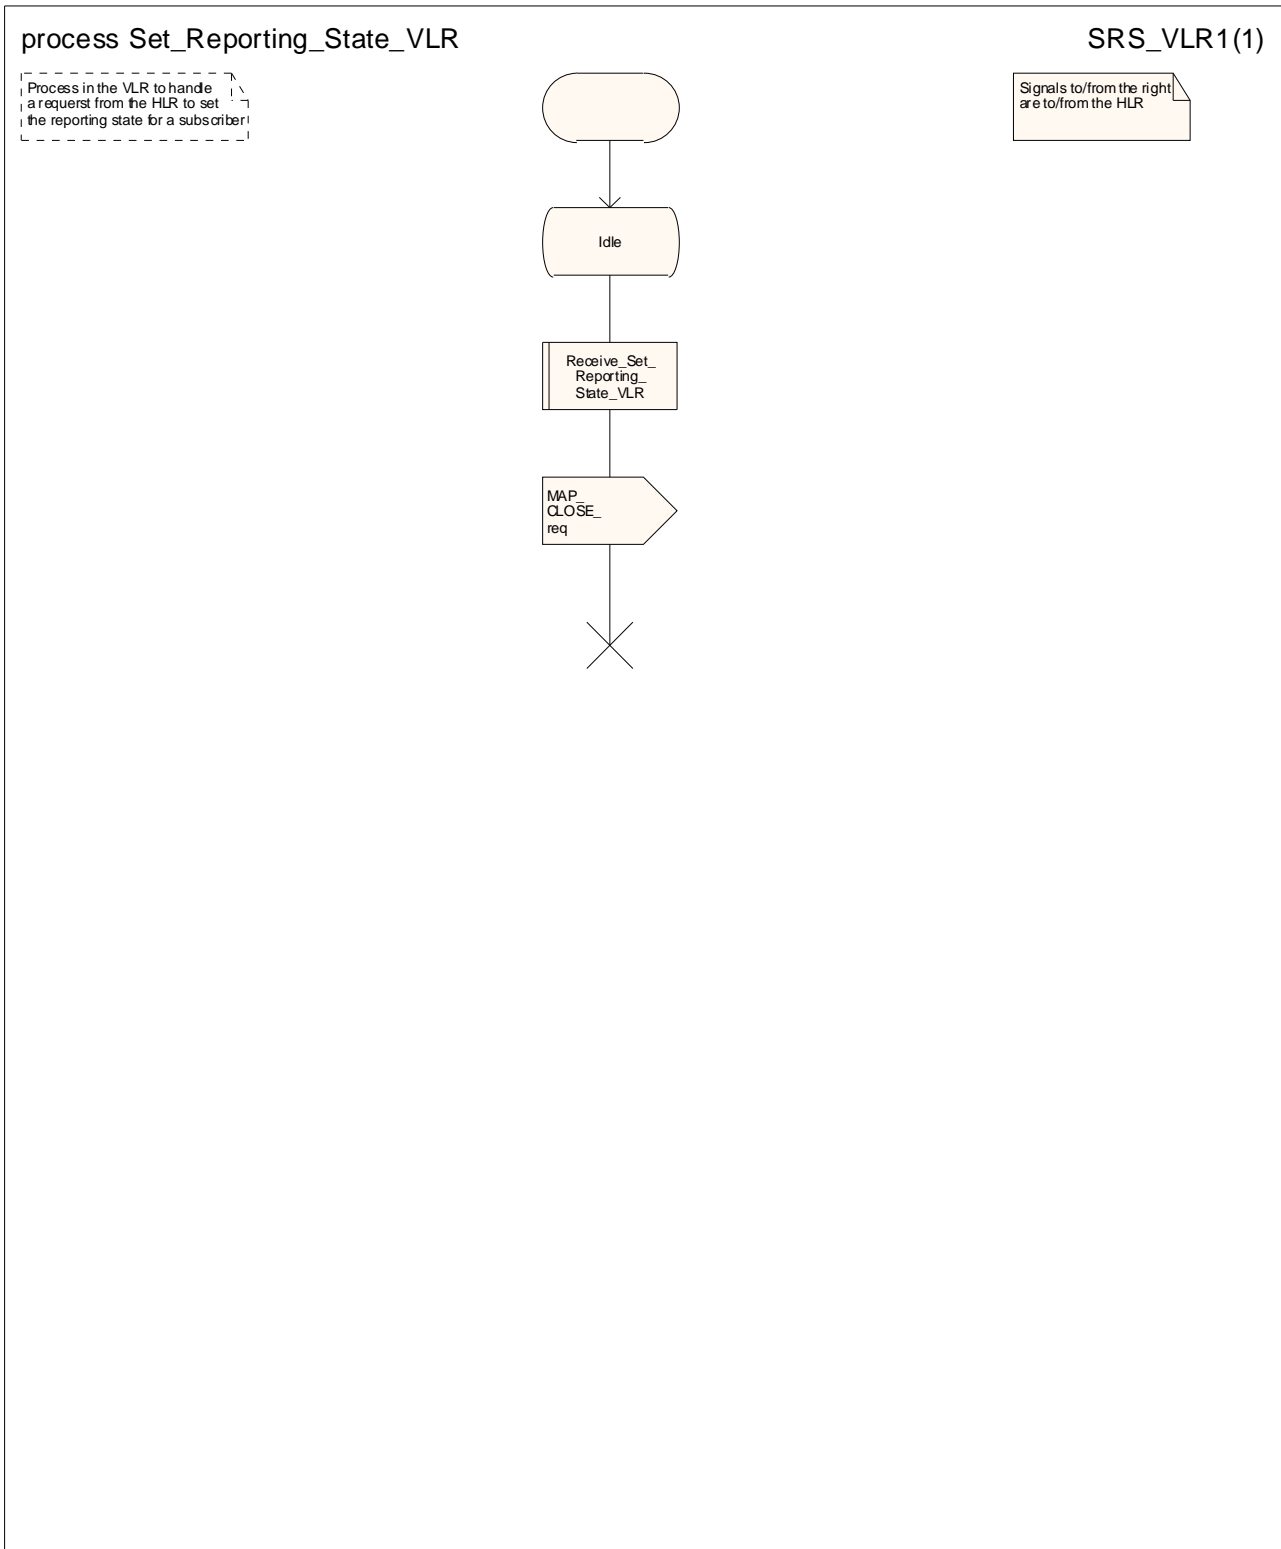 process Set_Reporting_State_VLR
SRS_VLR1(1)
Process in the VLR to handle
a requerst from the HLR to set
the reporting state for a subscriber
Signals to/from the right
are to/from the HLR
Idle
Receive_Set_
Reporting_
State_VLR
MAP_
CLOSE_
req